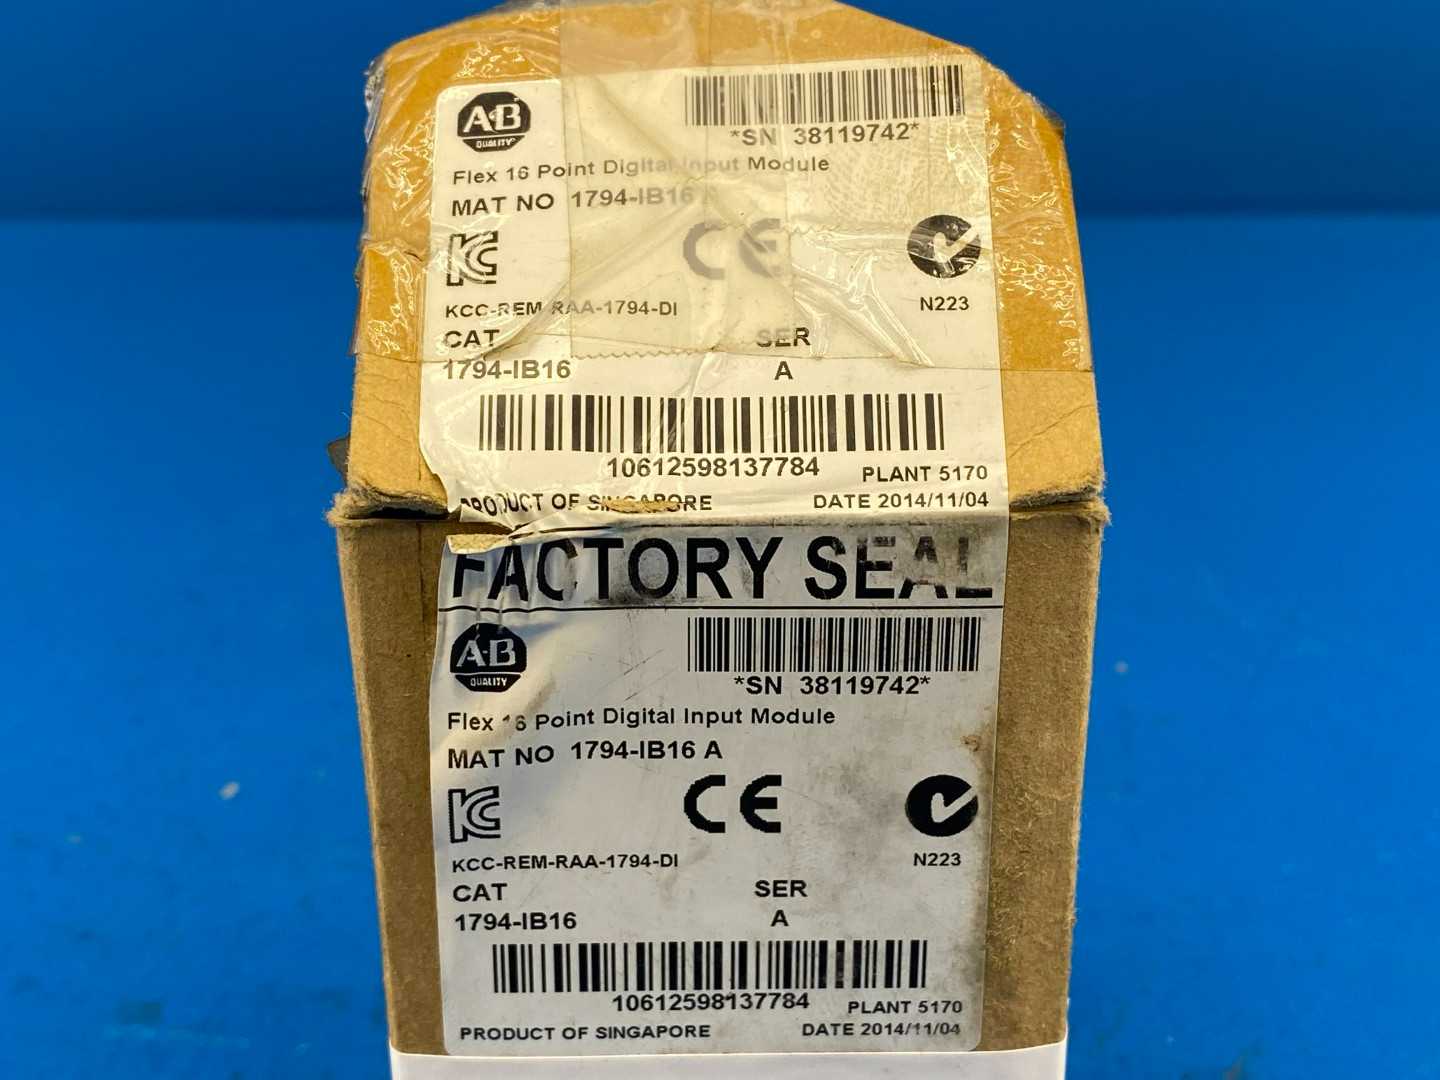 A·B
QUALITY
*SN 38119742*
Flex 16 Point Digital Input Module
MAT NO 1794-IB16 A
CE
N223
KCC-REM-RAA-1794-DI
CAT SER
1794-IB16 A
10612598137784
PLANT 5170
PRODUCT OF SINGAPORE DATE 2014/11/04
FACTORY SEAL
A·B
QUALITY
*SN 38119742*
Flex 16 Point Digital Input Module
MAT NO 1794-IB16 A
CE
N223
KCC-REM-RAA-1794-DI
CAT SER
1794-IB16 A
10612598137784
PLANT 5170
PRODUCT OF SINGAPORE DATE 2014/11/04